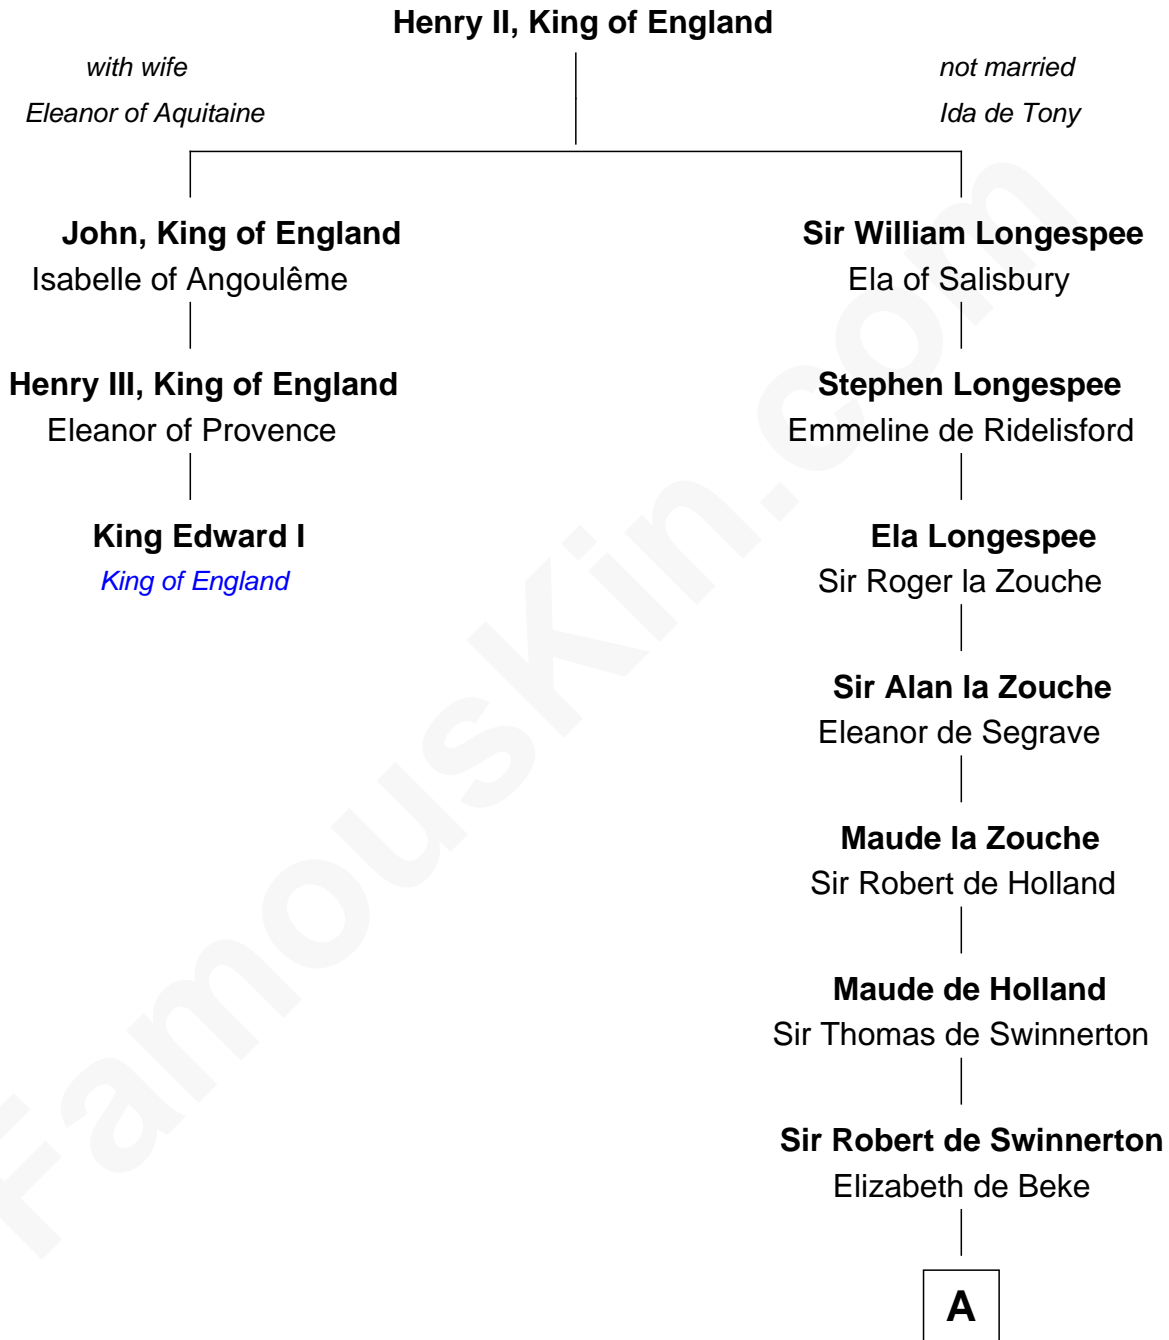 Henry II, King of England
with wife
Eleanor of Aquitaine
not married
Ida de Tony
John, King of England
Isabelle of Angoulême
Sir William Longespee
Ela of Salisbury
Henry III, King of England
Eleanor of Provence
Stephen Longespee
Emmeline de Ridelisford
King Edward I
King of England
Ela Longespee
Sir Roger la Zouche
Sir Alan la Zouche
Eleanor de Segrave
Maude la Zouche
Sir Robert de Holland
Maude de Holland
Sir Thomas de Swinnerton
Sir Robert de Swinnerton
Elizabeth de Beke
A
FamousKin.com